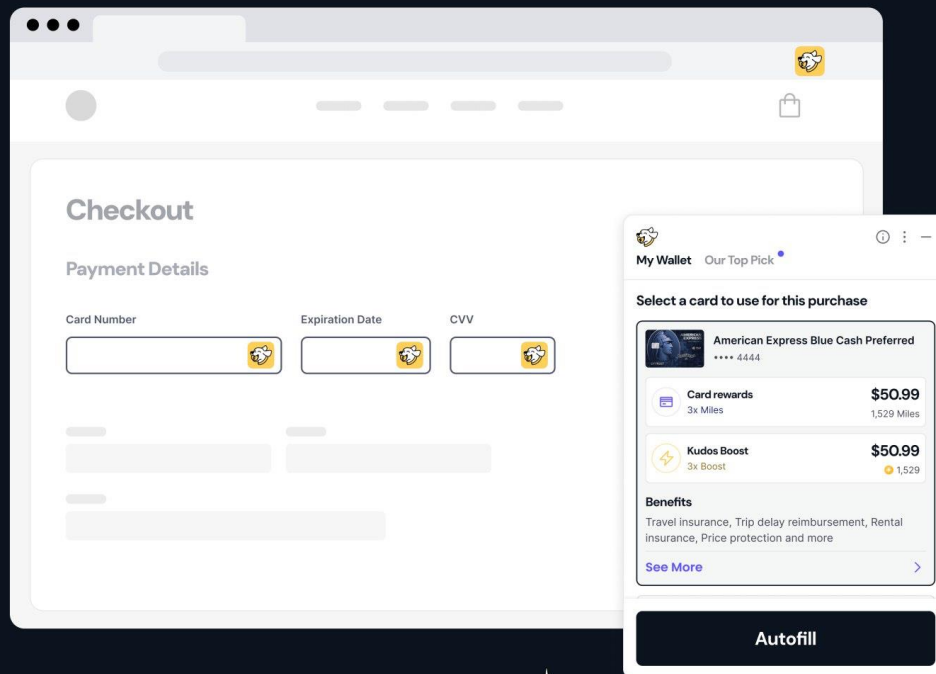 Checkout
Payment Details
Card Number
Expiration Date
CVV
My Wallet
Our Top Pick
Select a card to use for this purchase
American Express Blue Cash Preferred
•••• 4444
Card rewards
3x Miles
$50.99
1,529 Miles
Kudos Boost
3x Boost
$50.99
1,529
Benefits
Travel insurance, Trip delay reimbursement, Rental
insurance, Price protection and more
See More
Autofill